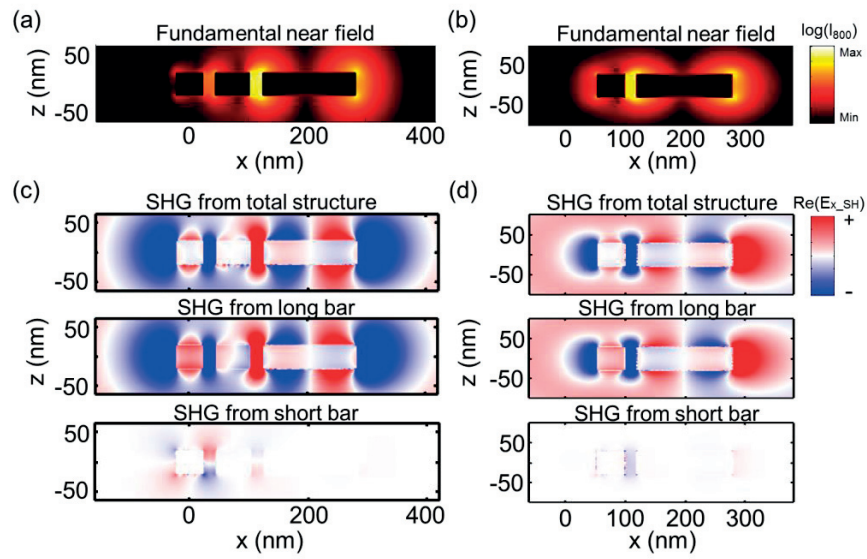 (a)
Fundamental near field
z (nm)
50
-50
0
200
400
x (nm)
(b)
Fundamental near field
z (nm)
50
-50
0
100
200
300
x (nm)
log(I800)
Max
Min
(c)
SHG from total structure
z (nm)
50
-50
SHG from long bar
z (nm)
50
-50
SHG from short bar
50
-50
0
200
400
x (nm)
(d)
SHG from total structure
z (nm)
50
-50
SHG from long bar
z (nm)
50
-50
SHG from short bar
50
-50
0
100
200
300
x (nm)
Re(Ex_SH)
+
-